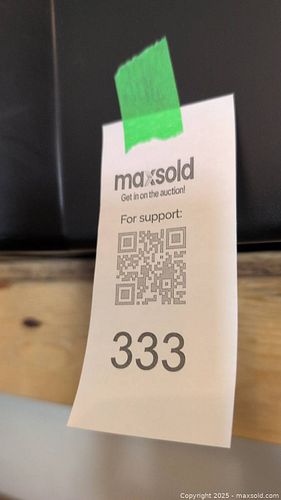 maxsold
Get in on the auction!
For support:
333
Copyright 2025 - maxsold.com